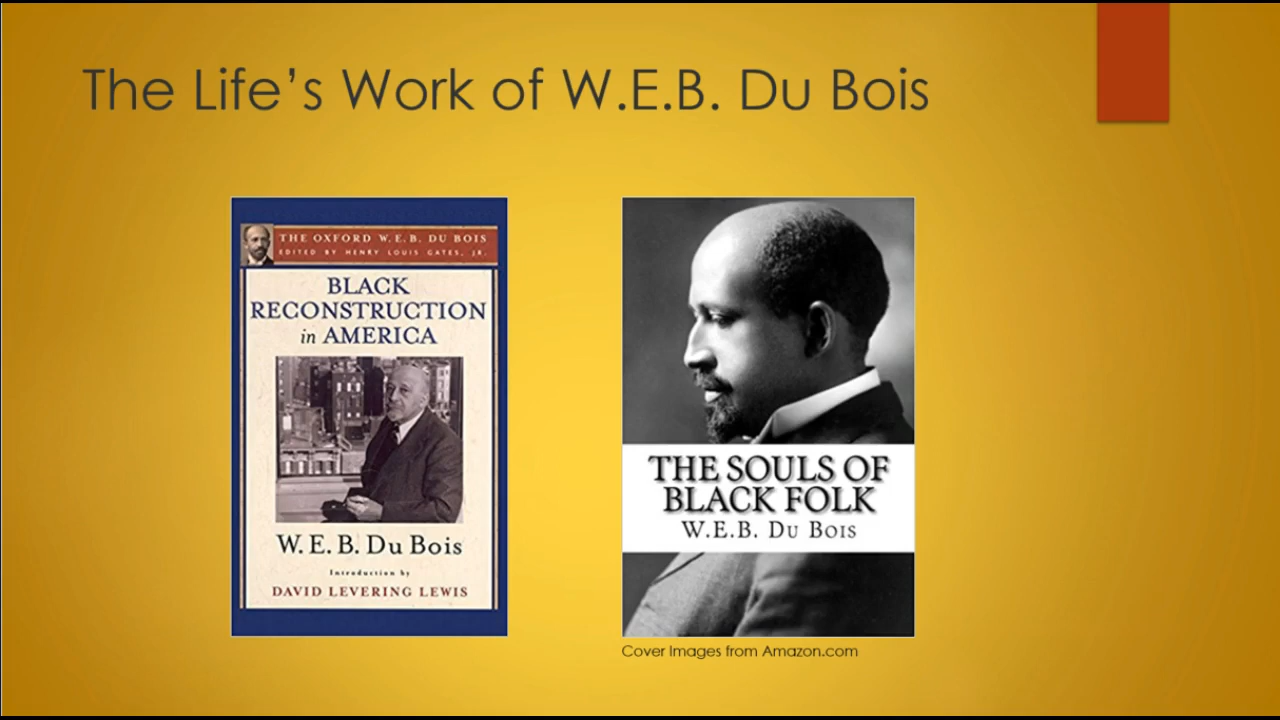 The Life's Work of W.E.B. Du Bois
THE OXFORD W. E. B. DU BOIS
EDITED BY HENRY LOUIS GATES, JR.
BLACK
RECONSTRUCTION
in AMERICA
W. E. B. Du Bois
Introduction by
DAVID LEVERING LEWIS
THE SOULS OF
BLACK FOLK
W.E.B. DU BOIS
Cover Images from Amazon.com